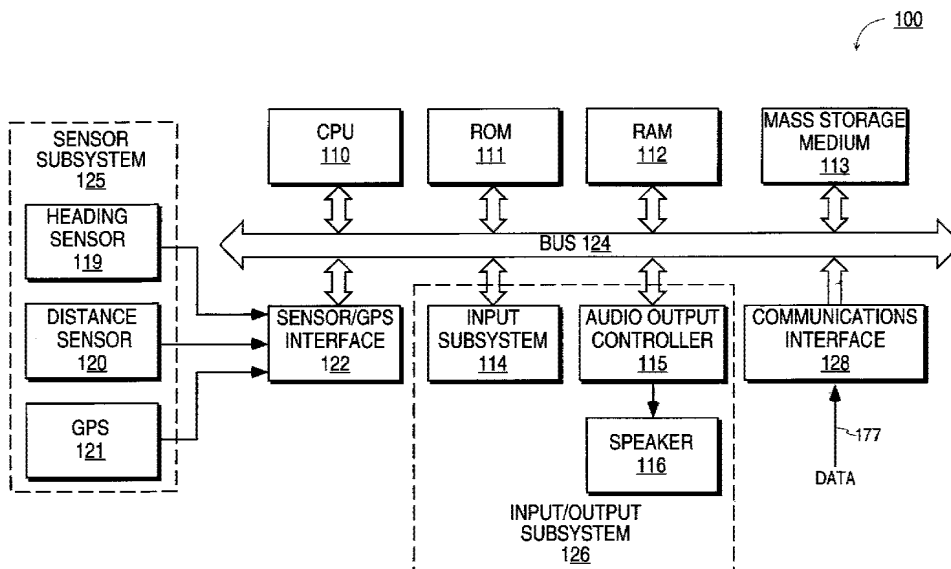 100
SENSOR
SUBSYSTEM
125
HEADING
SENSOR
119
DISTANCE
SENSOR
120
GPS
121
CPU
110
ROM
111
RAM
112
MASS STORAGE
MEDIUM
113
BUS 124
SENSOR/GPS
INTERFACE
122
INPUT
SUBSYSTEM
114
AUDIO OUTPUT
CONTROLLER
115
COMMUNICATIONS
INTERFACE
128
SPEAKER
116
177
DATA
INPUT/OUTPUT
SUBSYSTEM
126